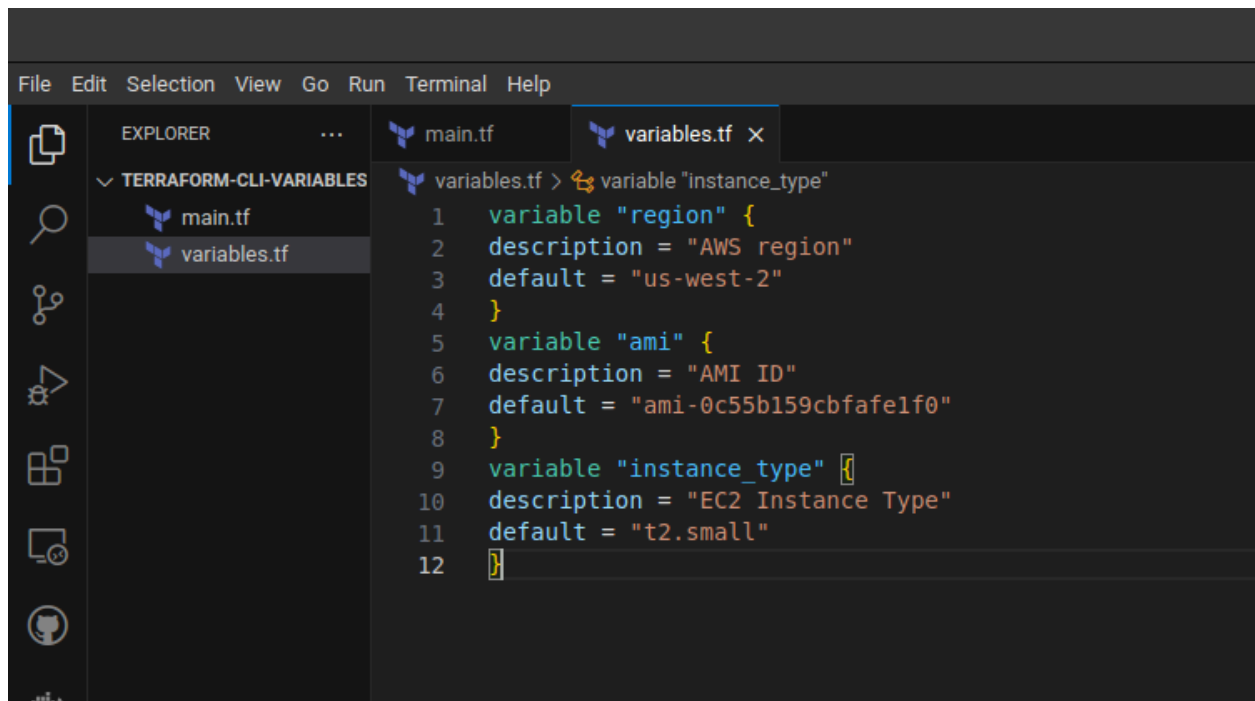 File Edit Selection View Go Run Terminal Help
EXPLORER ...
TERRAFORM-CLI-VARIABLES
main.tf
variables.tf
main.tf variables.tf
variables.tf > variable "instance_type"
1 variable "region" {
2 description = "AWS region"
3 default = "us-west-2"
4 }
5 variable "ami" {
6 description = "AMI ID"
7 default = "ami-0c55b159cbfafe1f0"
8 }
9 variable "instance_type" {
10 description = "EC2 Instance Type"
11 default = "t2.small"
12 }